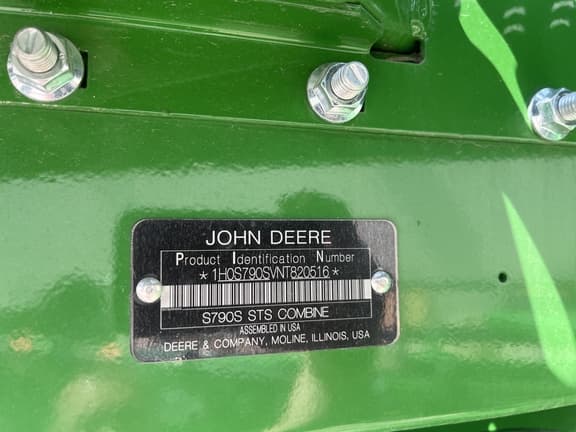 JOHN DEERE
Product Identification Number
*1H0S790SVNT820516*
S790S STS COMBINE
ASSEMBLED IN USA
DEERE & COMPANY, MOLINE, ILLINOIS, USA